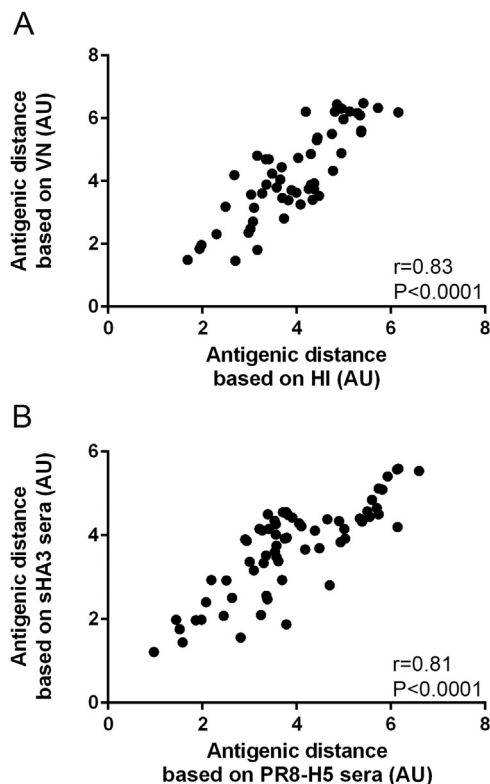 A
8
6
4
2
0
Antigenic distance
based on VN (AU)
r=0.83
P<0.0001
0 2 4 6 8
Antigenic distance
based on HI (AU)
B
6
4
2
0
Antigenic distance
based on sHA3 sera (AU)
r=0.81
P<0.0001
0 2 4 6 8
Antigenic distance
based on PR8-H5 sera (AU)